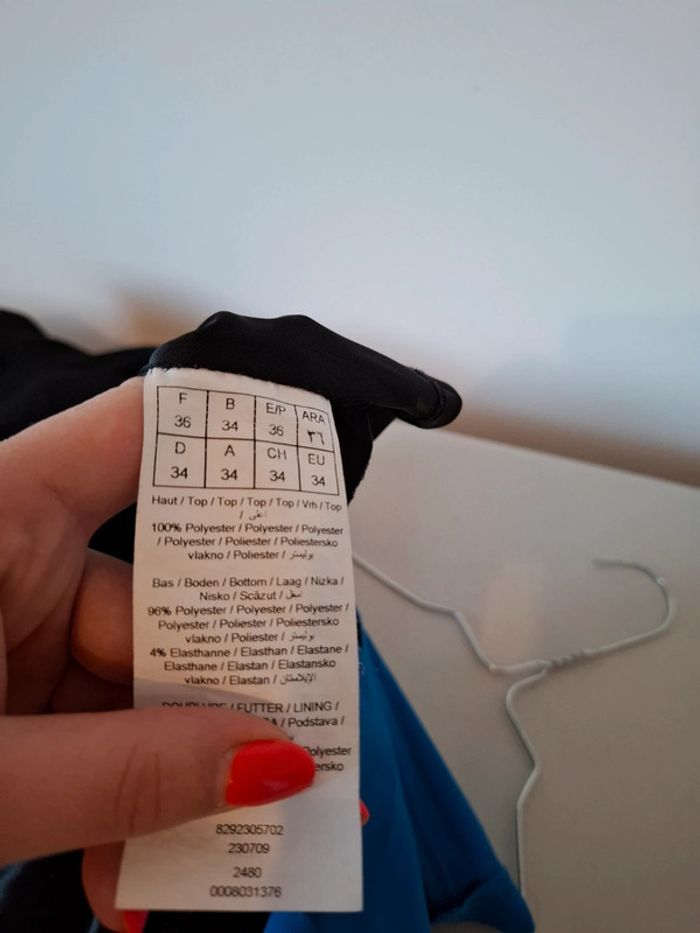 F B E/P ARA
36 34 36 ٣٦
D A CH EU
34 34 34 34
Haut / Top / Top / Top / Top / Vrh / Top
/ اعلى
100% Polyester / Polyester / Polyester
/ Polyester / Poliester / Poliestersko
vlakno / Poliester / بوليستر
Bas / Boden / Bottom / Laag / Nizka /
Nisko / Scăzut / اسفل
96% Polyester / Polyester / Polyester /
Polyester / Poliester / Poliestersko
vlakno / Poliester / بوليستر
4% Elasthanne / Elasthan / Elastane /
Elasthane / Elastan / Elastansko
vlakno / Elastan / الإيلاستان
DOUBLURE / FUTTER / LINING /
/ Podstava /
Polyester
8292305702
230709
2480
0008031376